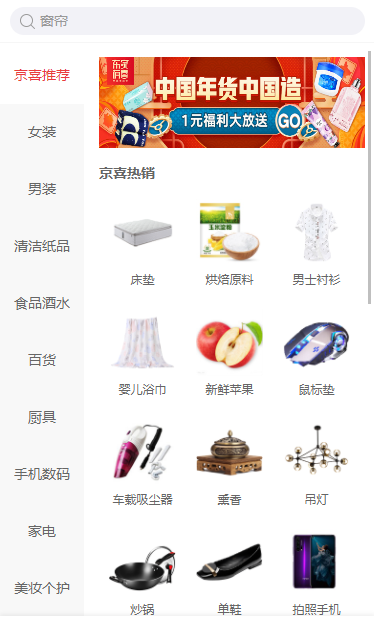 窗帘
京喜推荐
女装
男装
清洁纸品
食品酒水
百货
厨具
手机数码
家电
美妆个护
中国年货中国造
1元福利大放送 GO
京喜热销
床垫
烘焙原料
男士衬衫
婴儿浴巾
新鲜苹果
鼠标垫
车载吸尘器
熏香
吊灯
炒锅
单鞋
拍照手机